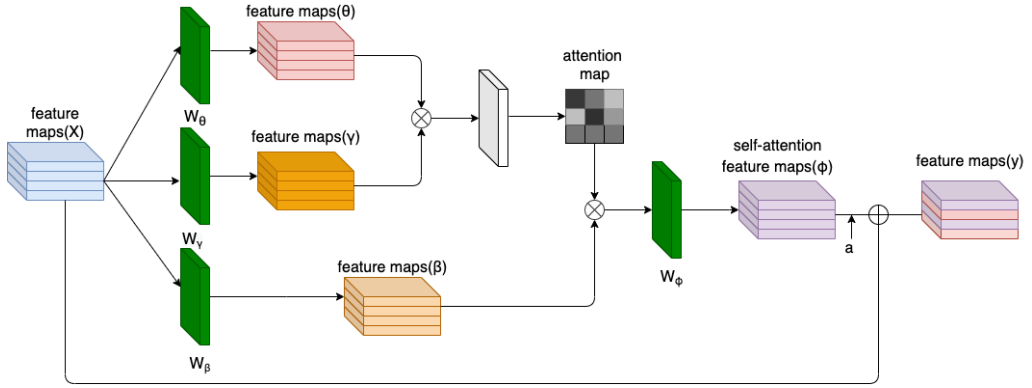 feature maps(θ)
attention
map
feature
maps(X)
Wθ
feature maps(γ)
self-attention
feature maps(ϕ)
feature maps(y)
Wγ
a
feature maps(β)
Wϕ
Wβ